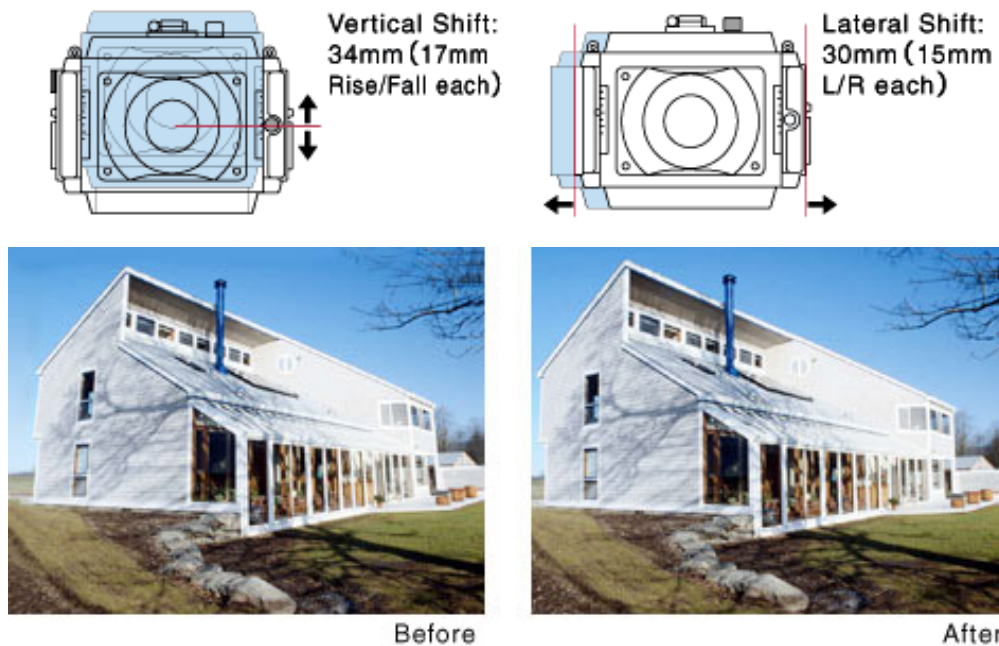 Vertical Shift:
34mm (17mm
Rise/Fall each)
Lateral Shift:
30mm (15mm
L/R each)
Before
After